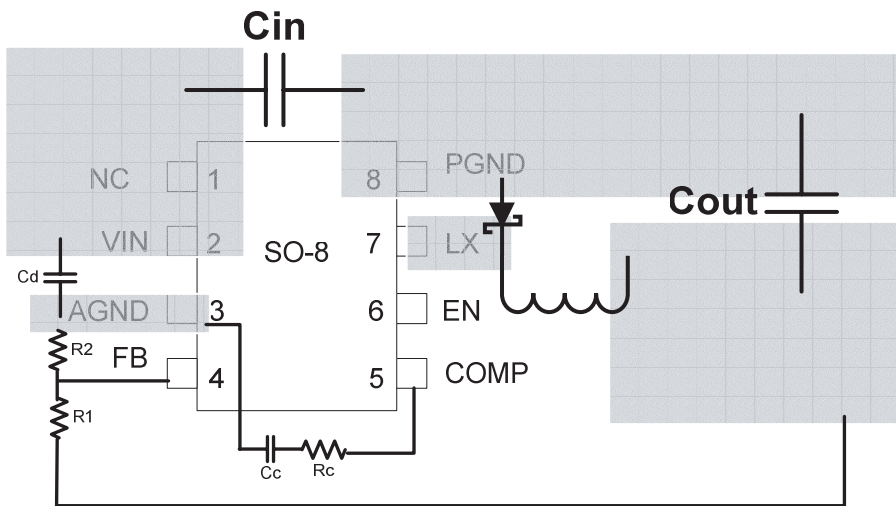 Cin
NC 1 8 PGND
VIN 2 SO-8 7 LX
Cout
Cd
AGND 3 6 EN
R2 FB 4 5 COMP
R1
Cc Rc